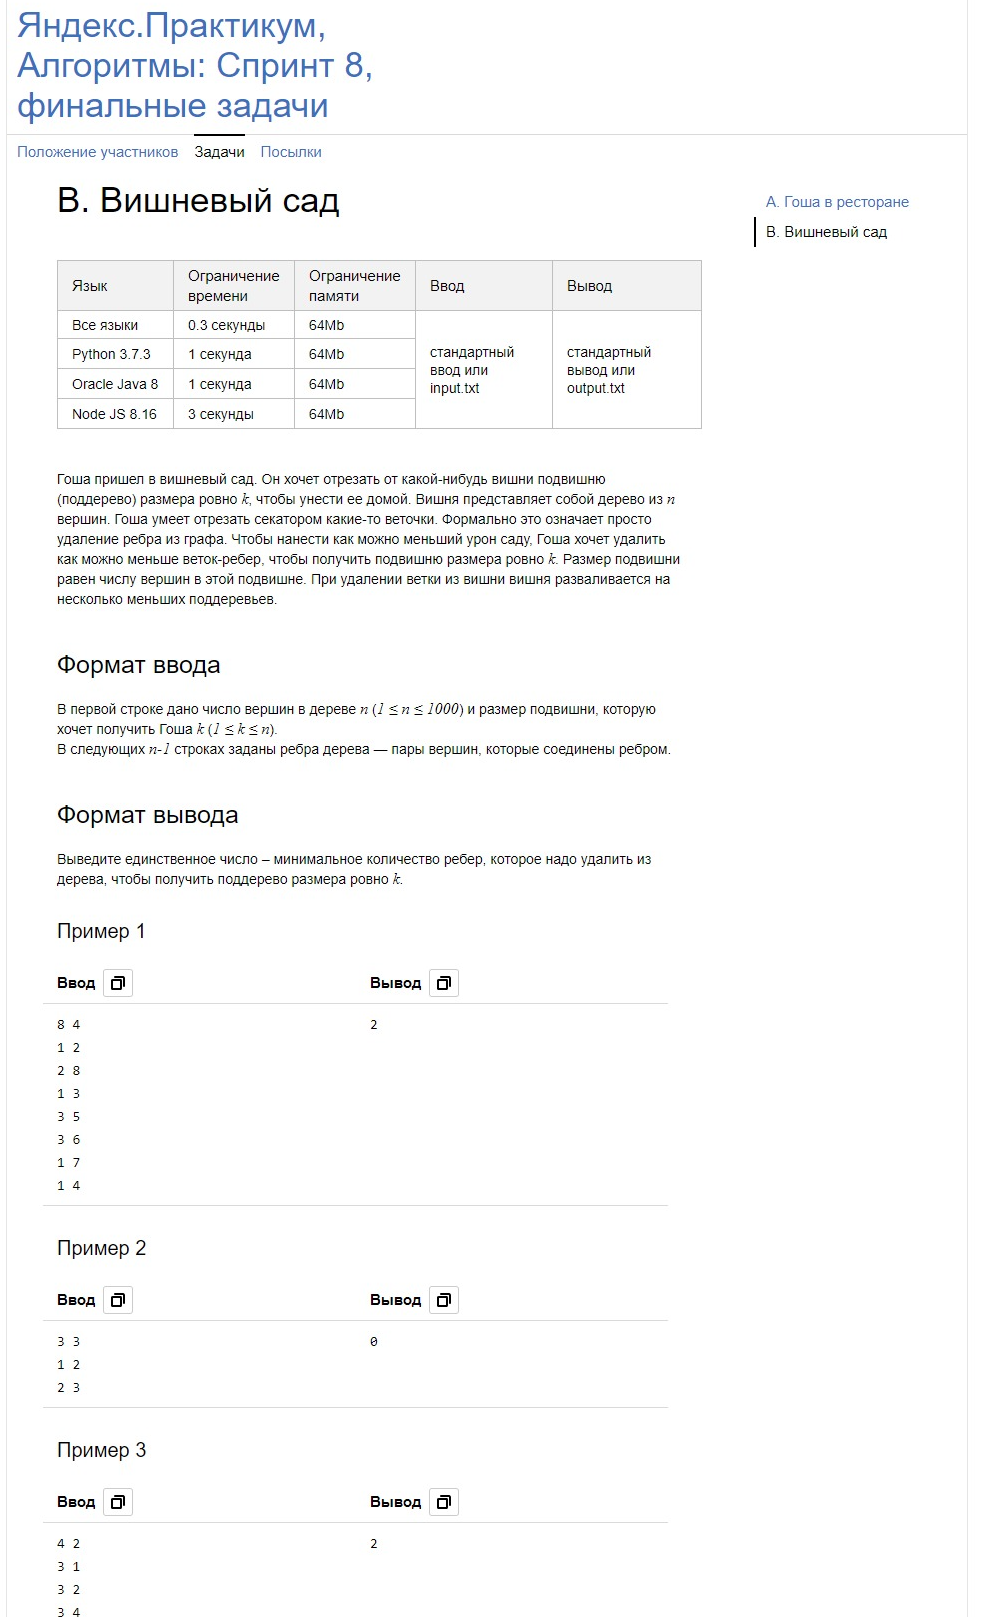 Яндекс.Практикум,
Алгоритмы: Спринт 8,
финальные задачи
Положение участников Задачи Посылки
B. Вишневый сад
A. Гоша в ресторане
B. Вишневый сад
Язык Ограничение времени Ограничение памяти Ввод Вывод
Все языки 0.3 секунды 64Mb стандартный ввод или input.txt стандартный вывод или output.txt
Python 3.7.3 1 секунда 64Mb
Oracle Java 8 1 секунда 64Mb
Node JS 8.16 3 секунды 64Mb
Гоша пришел в вишневый сад. Он хочет отрезать от какой-нибудь вишни подвишню
(поддерево) размера ровно k, чтобы унести ее домой. Вишня представляет собой дерево из n
вершин. Гоша умеет отрезать секатором какие-то веточки. Формально это означает просто
удаление ребра из графа. Чтобы нанести как можно меньший урон саду, Гоша хочет удалить
как можно меньше веток-ребер, чтобы получить подвишню размера ровно k. Размер подвишни
равен числу вершин в этой подвишне. При удалении ветки из вишни вишня разваливается на
несколько меньших поддеревьев.
Формат ввода
В первой строке дано число вершин в дереве n (1 ≤ n ≤ 1000) и размер подвишни, которую
хочет получить Гоша k (1 ≤ k ≤ n).
В следующих n-1 строках заданы ребра дерева — пары вершин, которые соединены ребром.
Формат вывода
Выведите единственное число – минимальное количество ребер, которое надо удалить из
дерева, чтобы получить поддерево размера ровно k.
Пример 1
Ввод Вывод
8 4 2
1 2
2 8
1 3
3 5
3 6
1 7
1 4
Пример 2
Ввод Вывод
3 3 0
1 2
2 3
Пример 3
Ввод Вывод
4 2 2
3 1
3 2
3 4